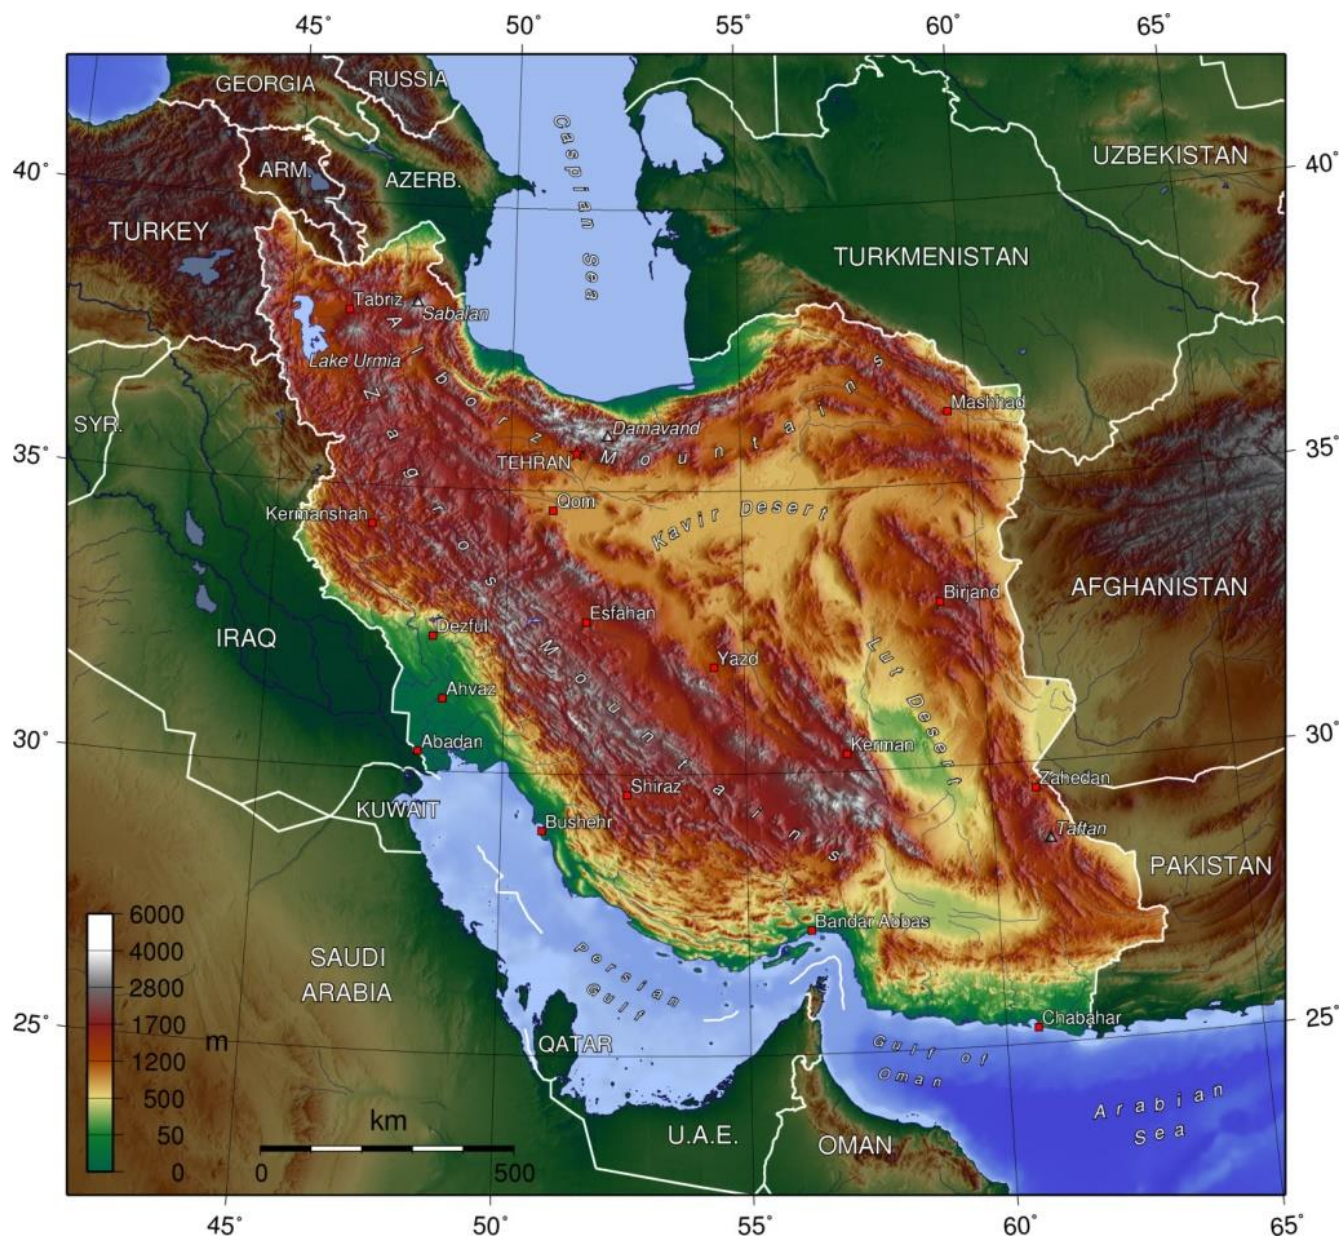 45° 50° 55° 60° 65°
GEORGIA
RUSSIA
Caspian Sea
UZBEKISTAN
40° 40°
ARM.
AZERB.
TURKEY
TURKMENISTAN
Tabriz
Sabalan
Lake Urmia
Alborz Mountains
Mashhad
SYR.
Damavand
35° 35°
TEHRAN
Zagros Mountains
Qom
Kavir Desert
Kermanshah
AFGHANISTAN
Birjand
Esfahan
IRAQ
Dezful
Yazd
Lut Desert
Ahvaz
30° 30°
Abadan
Kerman
Zahedan
KUWAIT
Shiraz
Bushehr
Taftan
PAKISTAN
6000
4000
2800
1700
1200
500
50
0
m
Bandar Abbas
SAUDI
ARABIA
Persian
Gulf
25° 25°
Chabahar
QATAR
Gulf of
Oman
Arabian
Sea
km
0 500
U.A.E.
OMAN
45° 50° 55° 60° 65°